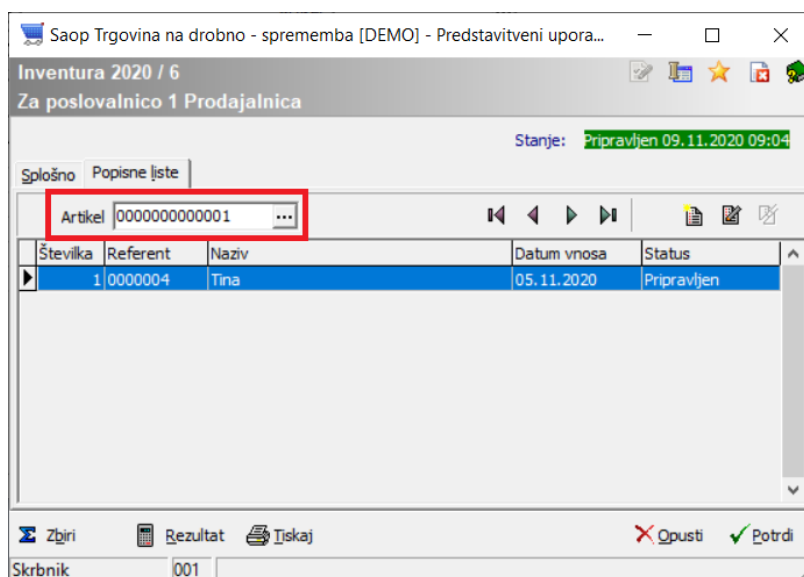 Saop Trgovina na drobno - sprememba [DEMO] - Predstavitveni upora...
Inventura 2020 / 6
Za poslovalnico 1 Prodajalnica
Stanje: Pripravljen 09.11.2020 09:04
Splošno Popisne liste
Artikel 0000000000001 ...
Številka Referent Naziv Datum vnosa Status
1 0000004 Tina 05.11.2020 Pripravljen
Zbiri Rezultat Tiskaj Opusti Potrdi
Skrbnik 001